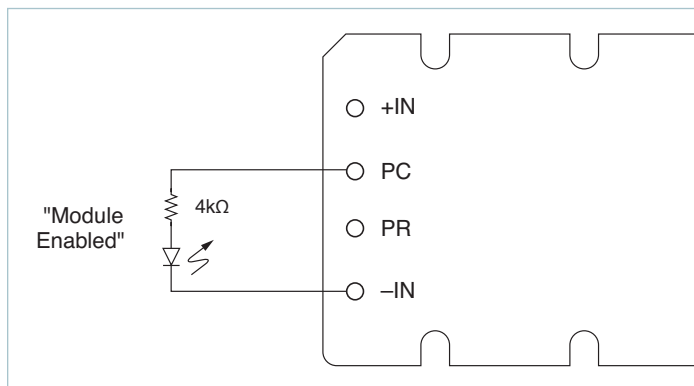 +IN
PC
4kΩ
"Module
Enabled"
PR
–IN